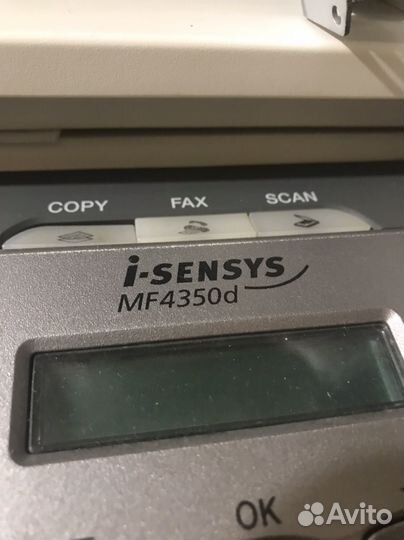 COPY FAX SCAN
i-SENSYS
MF4350d
OK
Avito